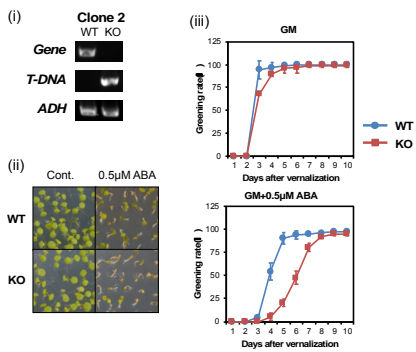 (i)
Clone 2
WT KO
Gene
T-DNA
ADH
(ii)
Cont. 0.5µM ABA
WT
KO
(iii)
GM
Greening rate( )
125
100
75
50
25
0
1 2 3 4 5 6 7 8 9 10
Days after vernalization
WT
KO
GM+0.5µM ABA
Greening rate( )
125
100
75
50
25
0
1 2 3 4 5 6 7 8 9 10
Days after vernalization